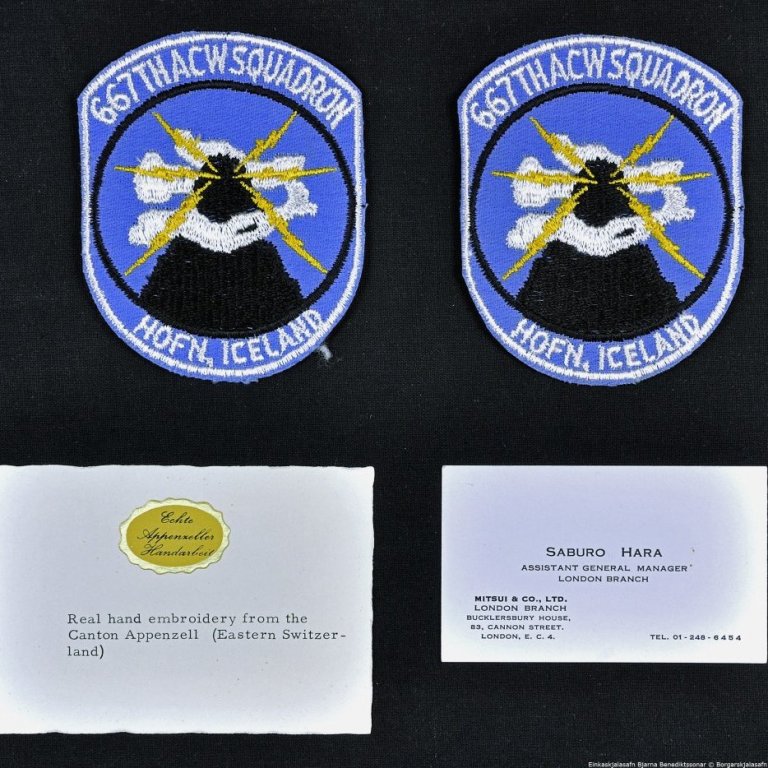 667TH ACW SQUADRON
HOFN, ICELAND
667TH ACW SQUADRON
HOFN, ICELAND
Echte
Appenzeller
Handarbeit
Real hand embroidery from the
Canton Appenzell (Eastern Switzer-
land)
SABURO HARA
ASSISTANT GENERAL MANAGER
LONDON BRANCH
MITSUI & CO., LTD.
LONDON BRANCH
BUCKLERSBURY HOUSE,
83, CANNON STREET.
LONDON, E. C. 4.
TEL. 01-248-6454
Einkaskjalasafn Bjarna Benediktssonar © Borgarskjalasafn